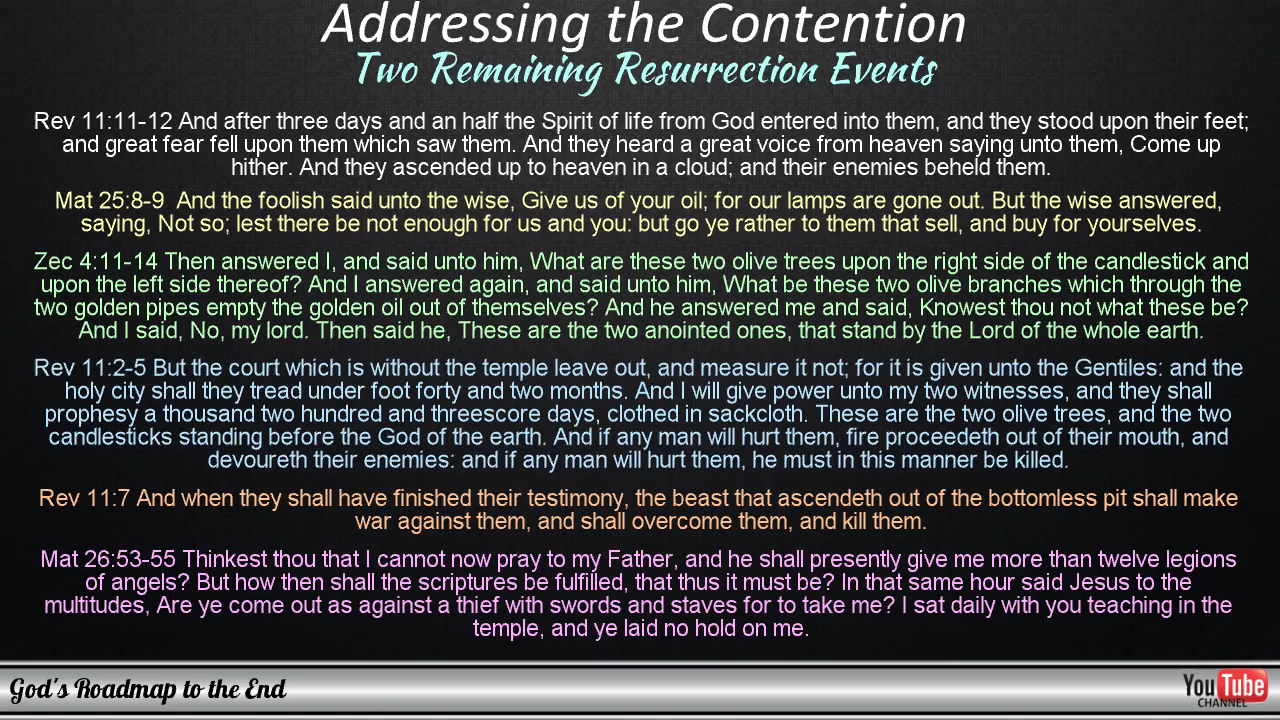 Addressing the Contention
Two Remaining Resurrection Events
Rev 11:11-12 And after three days and an half the Spirit of life from God entered into them, and they stood upon their feet;
and great fear fell upon them which saw them. And they heard a great voice from heaven saying unto them, Come up
hither. And they ascended up to heaven in a cloud; and their enemies beheld them.
Mat 25:8-9  And the foolish said unto the wise, Give us of your oil; for our lamps are gone out. But the wise answered,
saying, Not so; lest there be not enough for us and you: but go ye rather to them that sell, and buy for yourselves.
Zec 4:11-14 Then answered I, and said unto him, What are these two olive trees upon the right side of the candlestick and
upon the left side thereof? And I answered again, and said unto him, What be these two olive branches which through the
two golden pipes empty the golden oil out of themselves? And he answered me and said, Knowest thou not what these be?
And I said, No, my lord. Then said he, These are the two anointed ones, that stand by the Lord of the whole earth.
Rev 11:2-5 But the court which is without the temple leave out, and measure it not; for it is given unto the Gentiles: and the
holy city shall they tread under foot forty and two months. And I will give power unto my two witnesses, and they shall
prophesy a thousand two hundred and threescore days, clothed in sackcloth. These are the two olive trees, and the two
candlesticks standing before the God of the earth. And if any man will hurt them, fire proceedeth out of their mouth, and
devoureth their enemies: and if any man will hurt them, he must in this manner be killed.
Rev 11:7 And when they shall have finished their testimony, the beast that ascendeth out of the bottomless pit shall make
war against them, and shall overcome them, and kill them.
Mat 26:53-55 Thinkest thou that I cannot now pray to my Father, and he shall presently give me more than twelve legions
of angels? But how then shall the scriptures be fulfilled, that thus it must be? In that same hour said Jesus to the
multitudes, Are ye come out as against a thief with swords and staves for to take me? I sat daily with you teaching in the
temple, and ye laid no hold on me.
God's Roadmap to the End
YouTube
CHANNEL